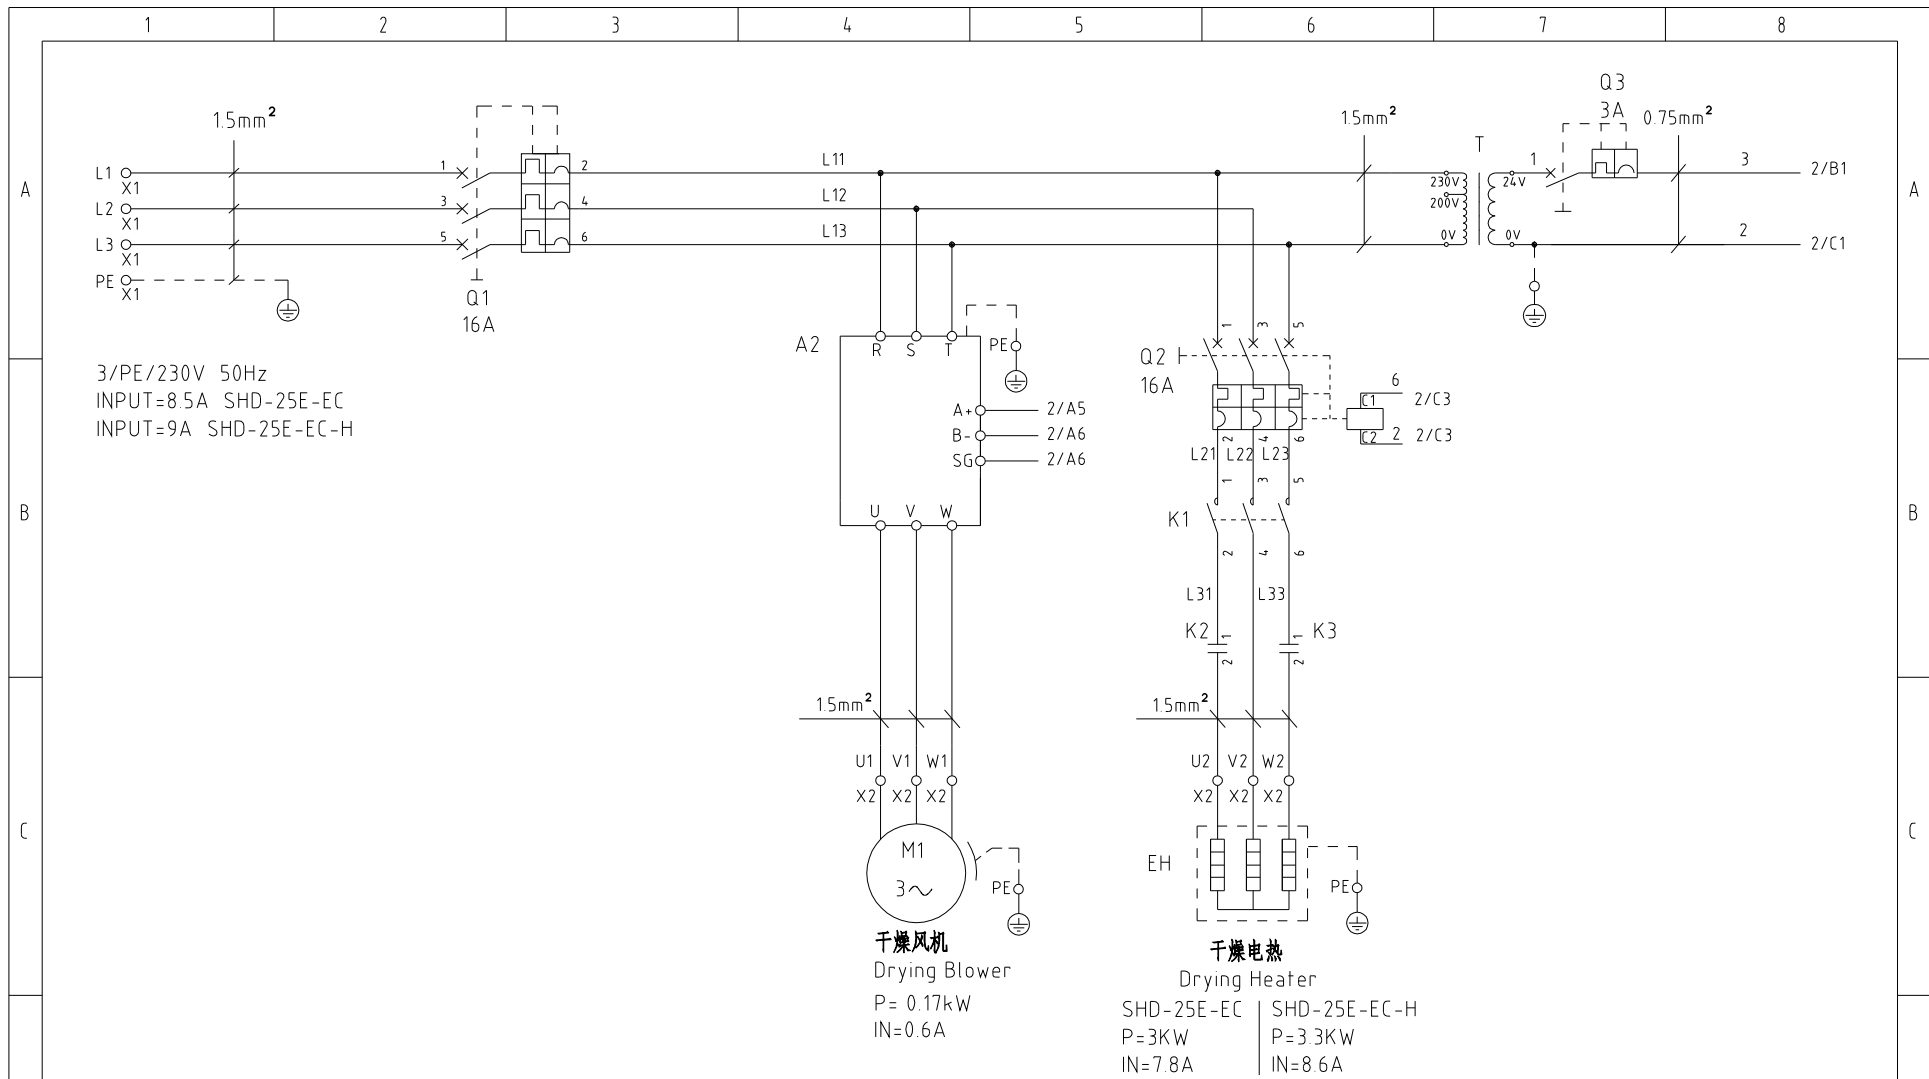 1 2 3 4 5 6 7 8
A
A
B
B
C
C
1.5mm²
L1
X1
L2
X1
L3
X1
PE
X1
1
3
5
2
4
6
Q1
16A
3/PE/230V 50Hz
INPUT=8.5A SHD-25E-EC
INPUT=9A SHD-25E-EC-H
L11
L12
L13
A2
R S T
PE
A+ 2/A5
B- 2/A6
SG 2/A6
U V W
1.5mm²
U1 V1 W1
X2 X2 X2
M1
3~
PE
干燥风机
Drying Blower
P= 0.17kW
IN=0.6A
1 3 5
Q2
16A
6
C1 2/C3
C2 2 2/C3
2 4 6
L21 L22 L23
1 3 5
K1
2 4 6
L31 L33
K2 1 1 K3
2 2
1.5mm²
U2 V2 W2
X2 X2 X2
EH
PE
干燥电热
Drying Heater
SHD-25E-EC SHD-25E-EC-H
P=3KW P=3.3KW
IN=7.8A IN=8.6A
1.5mm²
T
230V
200V
0V
24V
0V
1
Q3
3A
0.75mm²
3 2/B1
2 2/C1